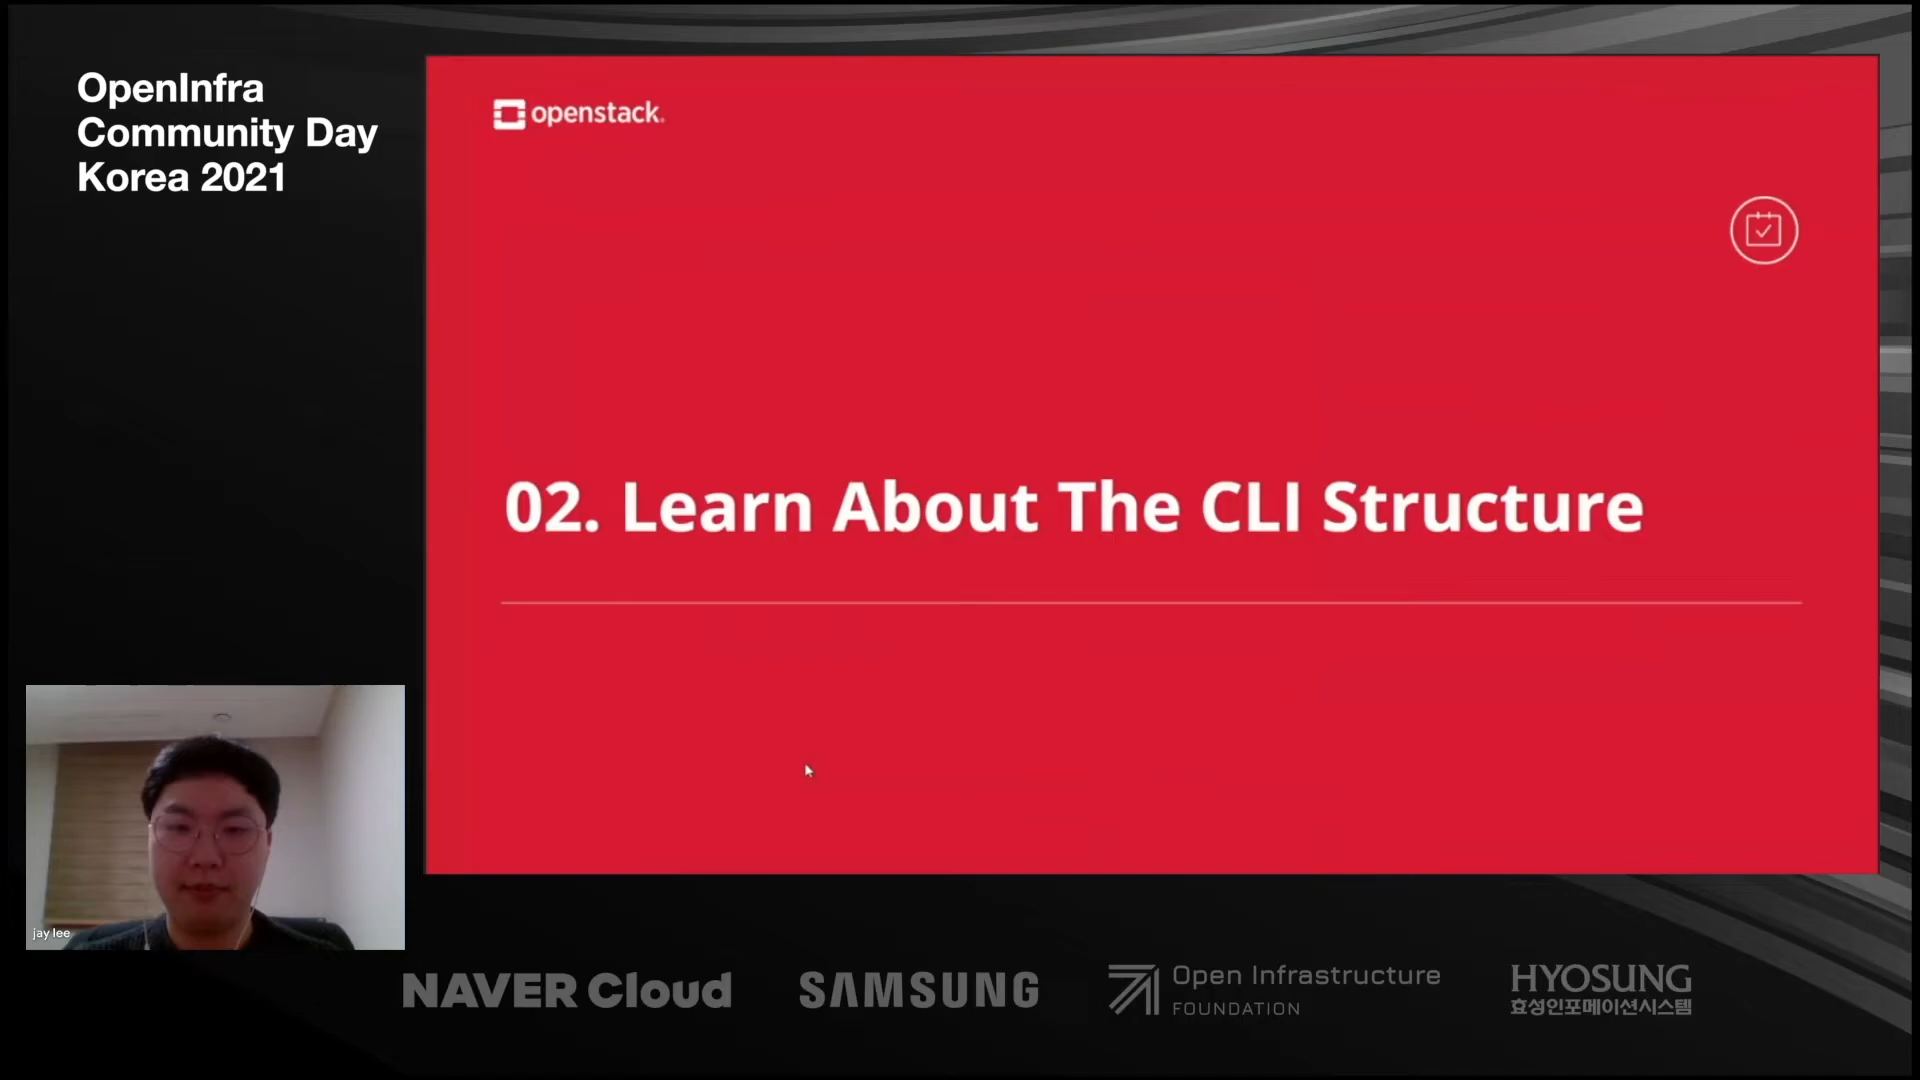 OpenInfra
Community Day
Korea 2021
openstack.
02. Learn About The CLI Structure
jay lee
NAVER Cloud
SAMSUNG
Open Infrastructure
FOUNDATION
HYOSUNG
효성인포메이션시스템